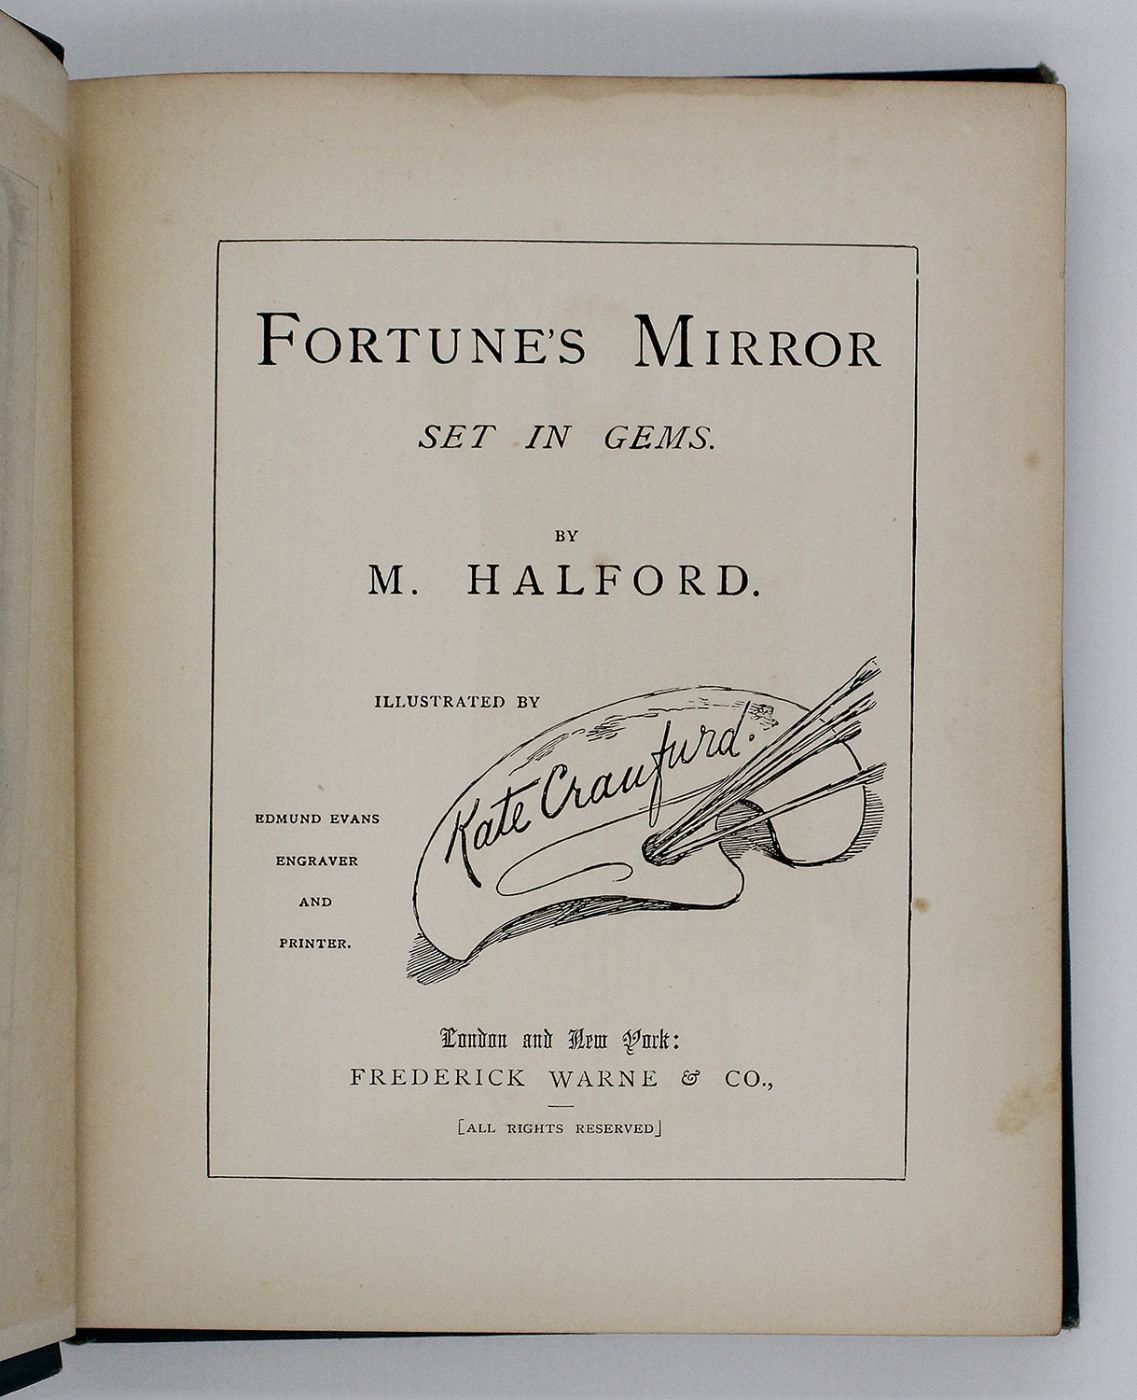 FORTUNE'S MIRROR
SET IN GEMS.
BY
M. HALFORD.
ILLUSTRATED BY
Kate Craufurd.
EDMUND EVANS
ENGRAVER
AND
PRINTER.
London and New York:
FREDERICK WARNE & CO.,
[ALL RIGHTS RESERVED]